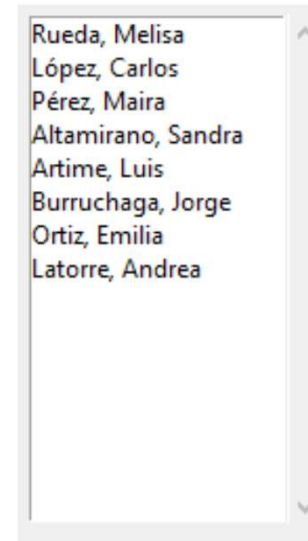 Rueda, Melisa
López, Carlos
Pérez, Maira
Altamirano, Sandra
Artime, Luis
Burruchaga, Jorge
Ortiz, Emilia
Latorre, Andrea